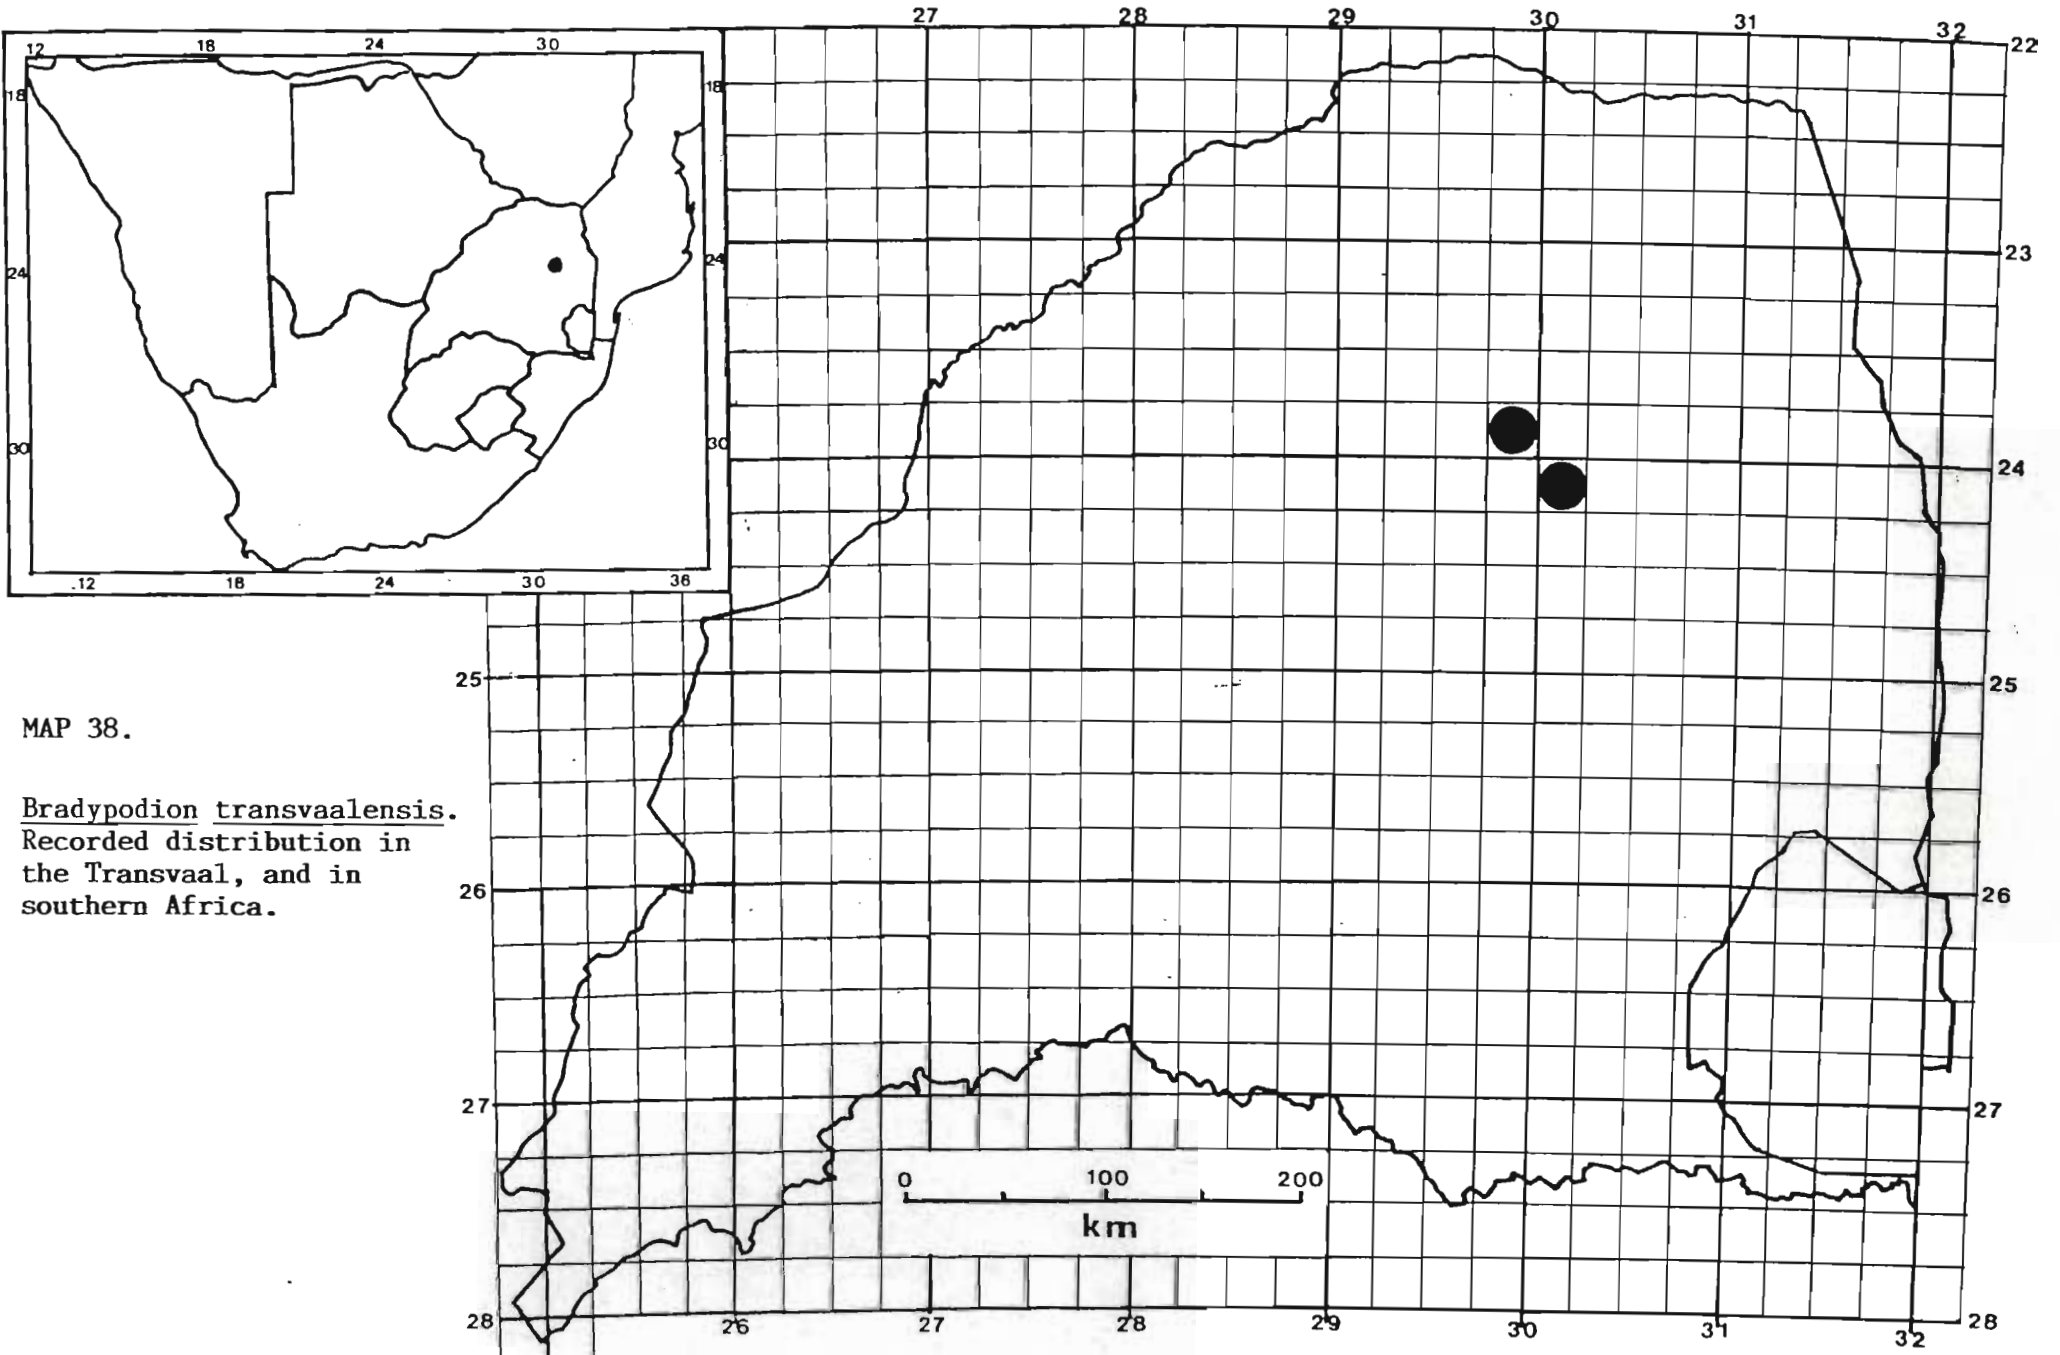 27 28 29 30 31 32
22
12 18 24 30
18 18
24 24
30 30
12 18 24 30 36
23
24
25 25
MAP 38.
Bradypodion transvaalensis.
Recorded distribution in
the Transvaal, and in
southern Africa.
26 26
27 27
0 100 200
km
28 28
26 27 28 29 30 31 32